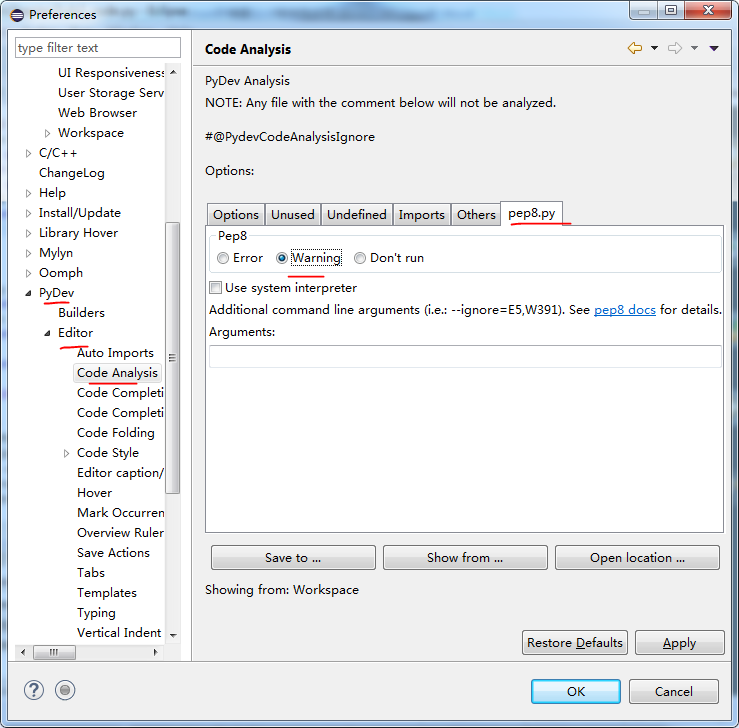 Preferences
type filter text
UI Responsiveness
User Storage Serv
Web Browser
Workspace
C/C++
ChangeLog
Help
Install/Update
Library Hover
Mylyn
Oomph
PyDev
Builders
Editor
Auto Imports
Code Analysis
Code Completi
Code Completi
Code Folding
Code Style
Editor caption/
Hover
Mark Occurren
Overview Ruler
Save Actions
Tabs
Templates
Typing
Vertical Indent
Code Analysis
PyDev Analysis
NOTE: Any file with the comment below will not be analyzed.
#@PydevCodeAnalysisIgnore
Options:
Options Unused Undefined Imports Others pep8.py
Pep8
Error Warning Don't run
Use system interpreter
Additional command line arguments (i.e.: --ignore=E5,W391). See pep8 docs for details.
Arguments:
Save to ... Show from ... Open location ...
Showing from: Workspace
Restore Defaults Apply
OK Cancel